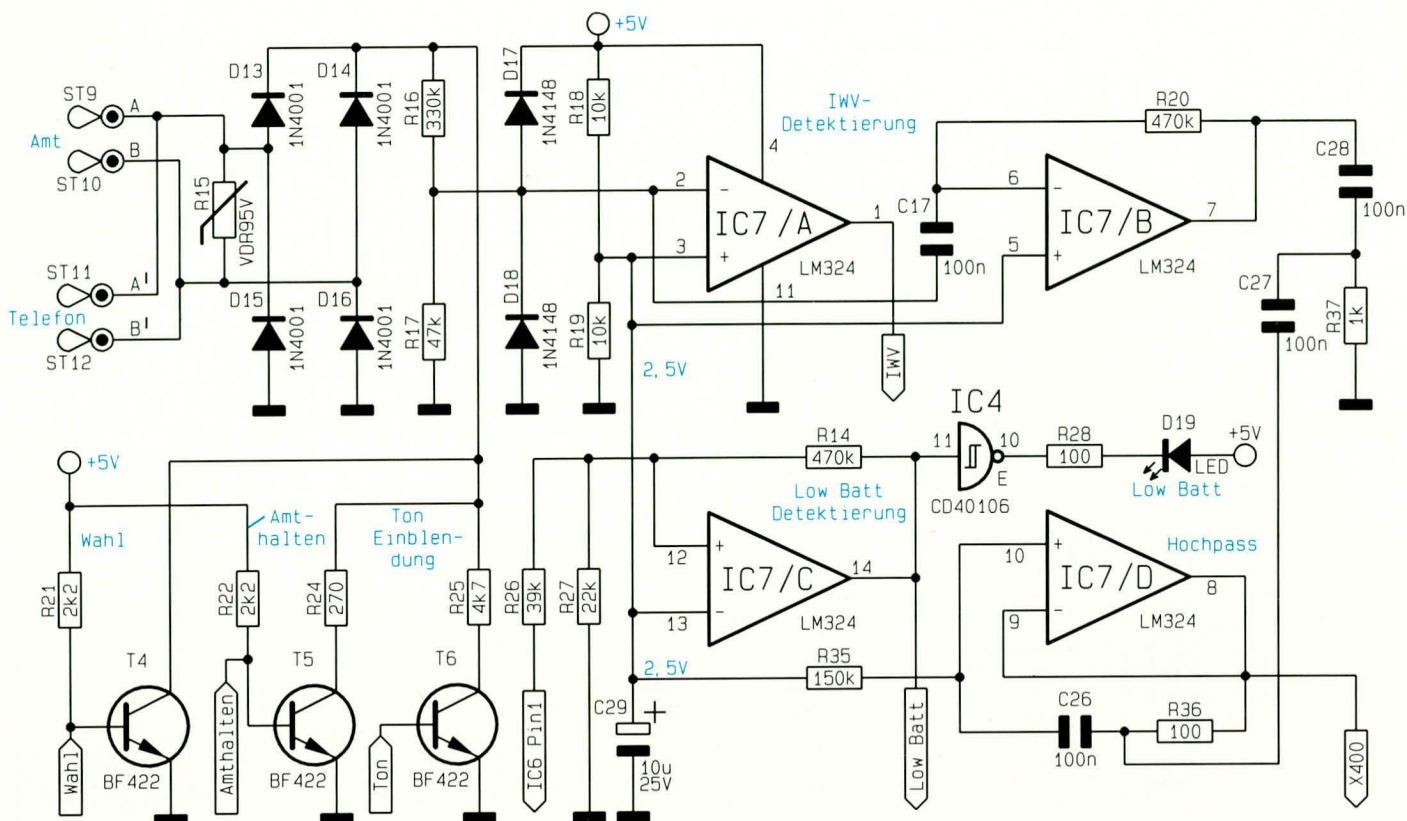 +5V
D13
1N4001
D14
1N4001
R16
330k
D17
1N4148
R18
10k
ST9
A
Amt
B
ST10
R15
VDR95V
ST11
A'
Telefon
B'
ST12
D15
1N4001
D16
1N4001
R17
47k
D18
1N4148
R19
10k
2,5V
IWV-
Detektierung
4
2
-
3
+
IC7/A
1
LM324
11
IWV
R20
470k
C17
100n
6
-
5
+
IC7/B
7
LM324
C28
100n
C27
100n
R37
1k
+5V
Wahl
R21
2k2
T4
BF422
Wahl
Amt-
halten
R22
2k2
Amthalten
R24
270
T5
BF422
Ton
Einblen-
dung
R25
4k7
T6
BF422
Ton
R26
39k
IC6 Pin1
R27
22k
R14
470k
Low Batt
Detektierung
12
+
13
-
IC7/C
14
LM324
2,5V
C29
+
10u
25V
R35
150k
Low Batt
IC4
11
10
E
CD40106
R28
100
D19
LED
+5V
Low Batt
Hochpass
10
+
9
-
IC7/D
8
LM324
C26
100n
R36
100
X400